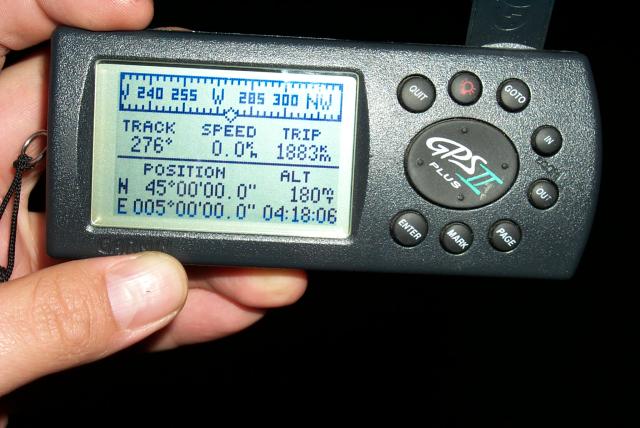 240 255 W 285 300 NW
TRACK SPEED TRIP
276° 0.0 1883
POSITION ALT
N 45°00'00.0" 180
E 005°00'00.0" 04:18:06
QUIT
GOTO
IN
GPS II
PLUS
OUT
ENTER
MARK
PAGE